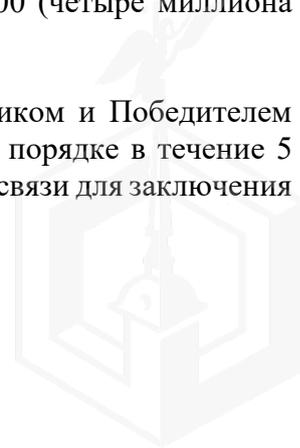 00 (четыре миллиона
иком и Победителем
порядке в течение 5
связи для заключения